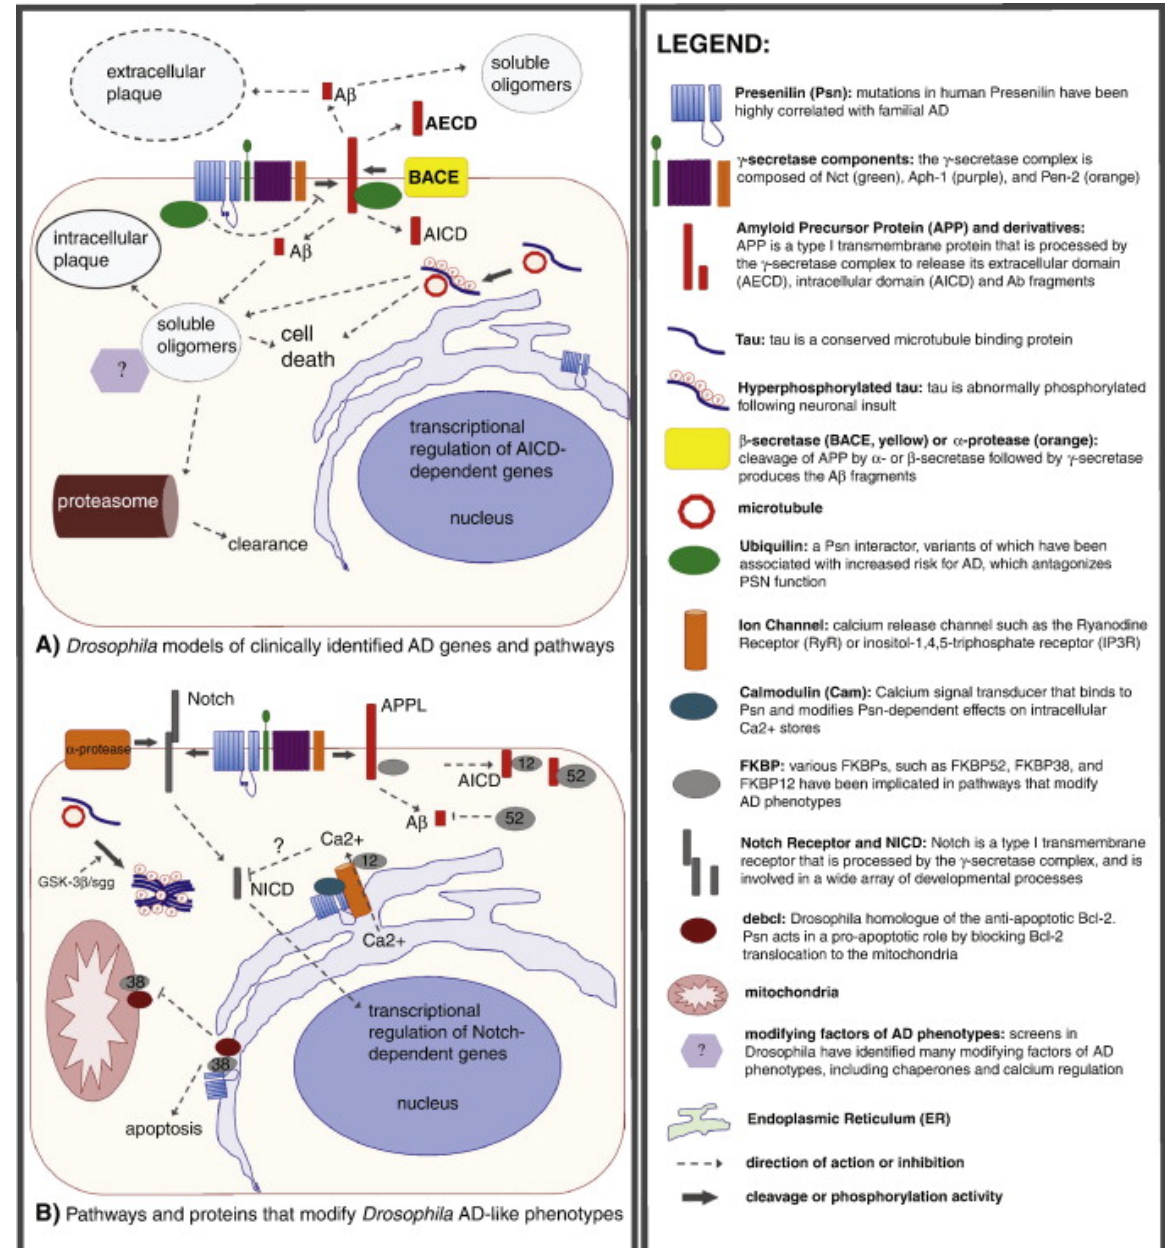 extracellular
plaque
Aβ
soluble
oligomers
AECD
BACE
intracellular
plaque
Aβ
AICD
P P P P P
soluble
oligomers
cell
death
?
transcriptional
regulation of AICD-
dependent genes
nucleus
proteasome
clearance
A) Drosophila models of clinically identified AD genes and pathways
Notch
APPL
α-protease
AICD
12
52
Aβ
52
?
Ca2+
12
GSK-3β/sgg
NICD
Ca2+
38
transcriptional
regulation of Notch-
dependent genes
38
nucleus
apoptosis
B) Pathways and proteins that modify Drosophila AD-like phenotypes
LEGEND:
Presenilin (Psn): mutations in human Presenilin have been
highly correlated with familial AD
γ-secretase components: the γ-secretase complex is
composed of Nct (green), Aph-1 (purple), and Pen-2 (orange)
Amyloid Precursor Protein (APP) and derivatives:
APP is a type I transmembrane protein that is processed by
the γ-secretase complex to release its extracellular domain
(AECD), intracellular domain (AICD) and Ab fragments
Tau: tau is a conserved microtubule binding protein
Hyperphosphorylated tau: tau is abnormally phosphorylated
following neuronal insult
β-secretase (BACE, yellow) or α-protease (orange):
cleavage of APP by α- or β-secretase followed by γ-secretase
produces the Aβ fragments
microtubule
Ubiquilin: a Psn interactor, variants of which have been
associated with increased risk for AD, which antagonizes
PSN function
Ion Channel: calcium release channel such as the Ryanodine
Receptor (RyR) or inositol-1,4,5-triphosphate receptor (IP3R)
Calmodulin (Cam): Calcium signal transducer that binds to
Psn and modifies Psn-dependent effects on intracellular
Ca2+ stores
FKBP: various FKBPs, such as FKBP52, FKBP38, and
FKBP12 have been implicated in pathways that modify
AD phenotypes
Notch Receptor and NICD: Notch is a type I transmembrane
receptor that is processed by the γ-secretase complex, and is
involved in a wide array of developmental processes
debcl: Drosophila homologue of the anti-apoptotic Bcl-2.
Psn acts in a pro-apoptotic role by blocking Bcl-2
translocation to the mitochondria
mitochondria
modifying factors of AD phenotypes: screens in
?
Drosophila have identified many modifying factors of AD
phenotypes, including chaperones and calcium regulation
Endoplasmic Reticulum (ER)
direction of action or inhibition
cleavage or phosphorylation activity